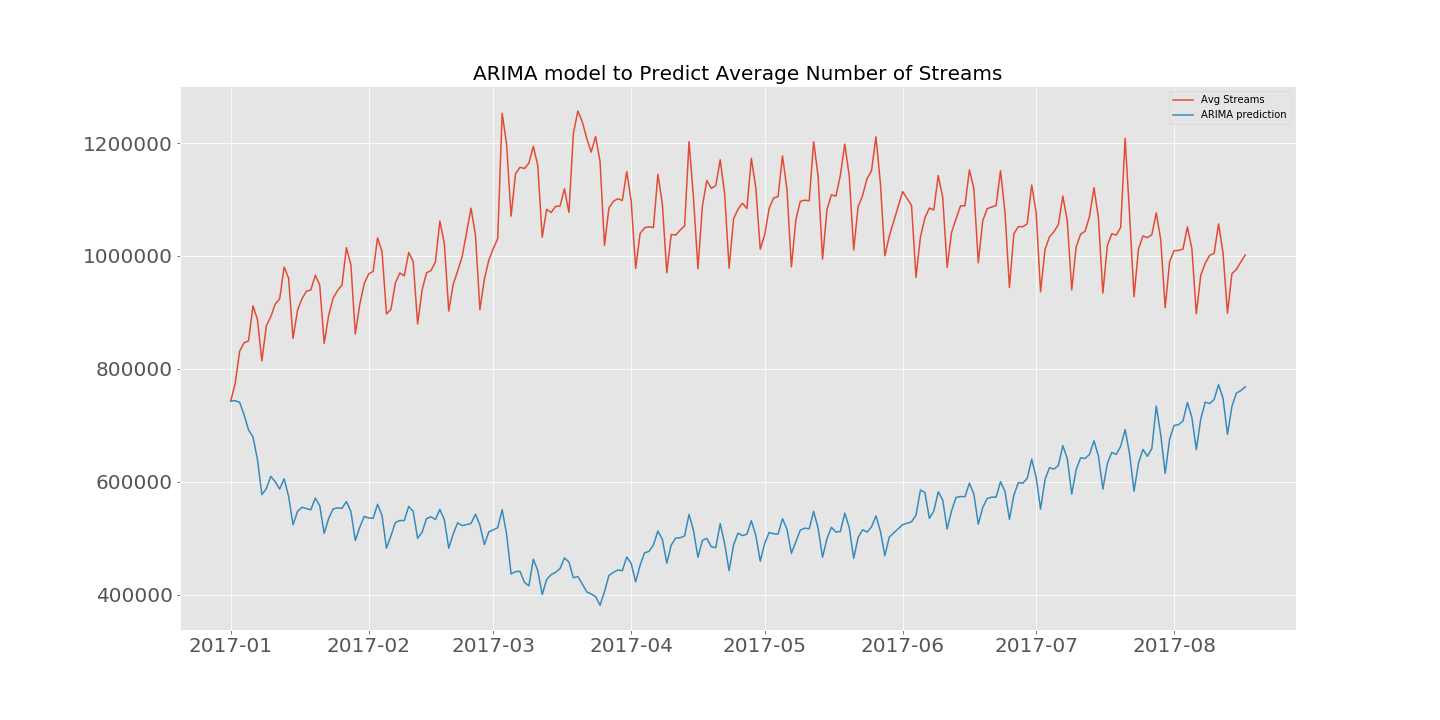 ARIMA model to Predict Average Number of Streams
Avg Streams
ARIMA prediction
1200000
1000000
800000
600000
400000
2017-01 2017-02 2017-03 2017-04 2017-05 2017-06 2017-07 2017-08